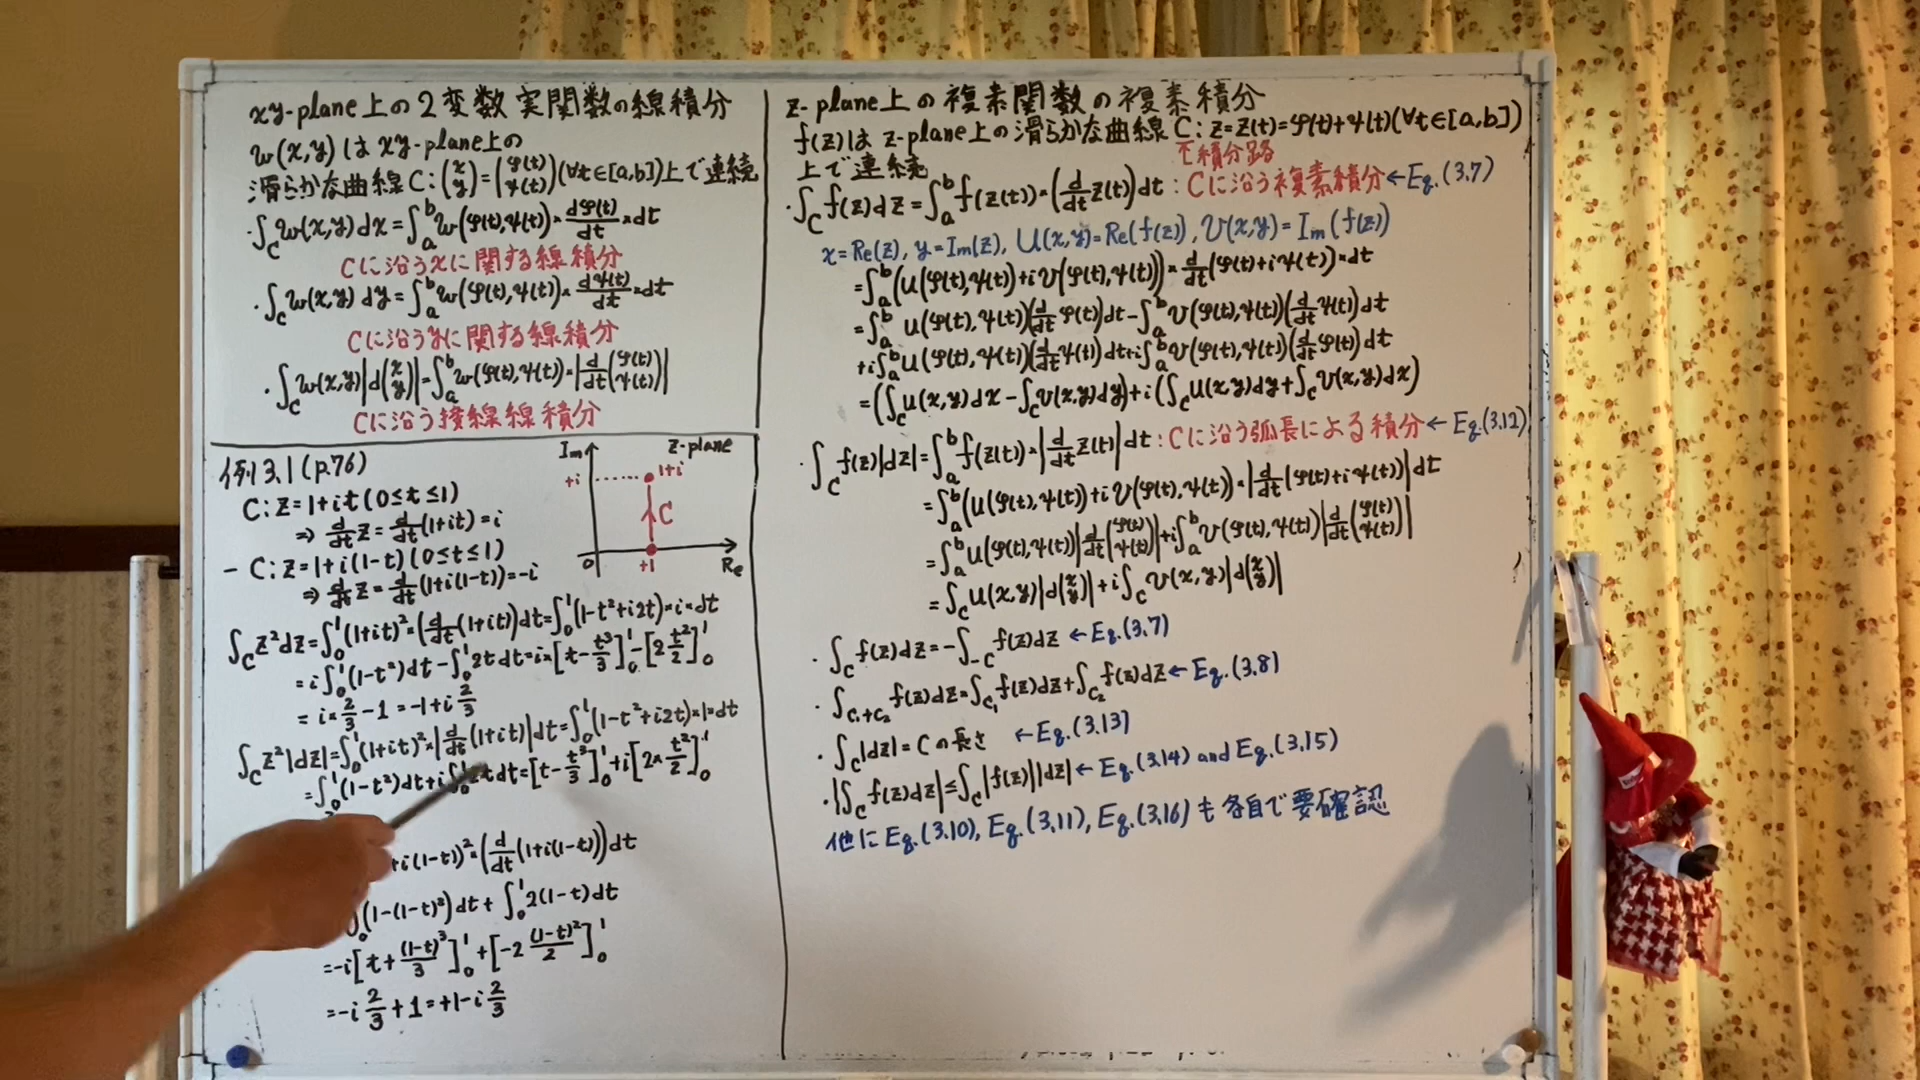 xy-plane上の2変数実関数の線積分
w(x,y)はxy-plane上の
滑らかな曲線C:(x y)=(φ(t) ψ(t))(∀t∈[a,b])上で連続
・∫_C w(x,y)dx=∫_a^b w(φ(t),ψ(t))×dφ(t)/dt×dt
Cに沿うxに関する線積分
・∫_C w(x,y)dy=∫_a^b w(φ(t),ψ(t))×dψ(t)/dt×dt
Cに沿うyに関する線積分
・∫_C w(x,y)|d(x y)|=∫_a^b w(φ(t),ψ(t))×|d/dt(φ(t) ψ(t))|
Cに沿う接線線積分
例3.1(p.76)
C:z=1+it(0≤t≤1)
⇒d/dt z=d/dt(1+it)=i
-C:z=1+i(1-t)(0≤t≤1)
⇒d/dt z=d/dt(1+i(1-t))=-i
Im
z-plane
+i
1+i
C
0
+1
Re
∫_C z²dz=∫_0^1(1+it)²×(d/dt(1+it))dt=∫_0^1(1-t²+i2t)×i×dt
=i∫_0^1(1-t²)dt-∫_0^1 2tdt=i×[t-t³/3]_0^1-[2t²/2]_0^1
=i×2/3-1=-1+i2/3
∫_C z²|dz|=∫_0^1(1+it)²×|d/dt(1+it)|dt=∫_0^1(1-t²+i2t)×1×dt
=∫_0^1(1-t²)dt+i∫_0^1 2tdt=[t-t³/3]_0^1+i[2×t²/2]_0^1
+i(1-t))²×(d/dt(1+i(1-t)))dt
(1-(1-t)²)dt+∫_0^1 2(1-t)dt
=-i[t+(1-t)³/3]_0^1+[-2(1-t)²/2]_0^1
=-i2/3+1=+1-i2/3
z-plane上の複素関数の複素積分
f(z)はz-plane上の滑らかな曲線C:z=z(t)=φ(t)+ψ(t)(∀t∈[a,b])
上で連続
↑積分路
・∫_C f(z)dz=∫_a^b f(z(t))×(d/dt z(t))dt:Cに沿う複素積分←Eq.(3.7)
x=Re(z),y=Im(z),U(x,y)=Re(f(z)),V(x,y)=Im(f(z))
=∫_a^b(U(φ(t),ψ(t))+iV(φ(t),ψ(t)))×d/dt(φ(t)+iψ(t))×dt
=∫_a^b U(φ(t),ψ(t))(d/dt φ(t))dt-∫_a^b V(φ(t),ψ(t))(d/dt ψ(t))dt
+i∫_a^b U(φ(t),ψ(t))(d/dt ψ(t))dt+i∫_a^b V(φ(t),ψ(t))(d/dt φ(t))dt
=(∫_C U(x,y)dx-∫_C V(x,y)dy)+i(∫_C U(x,y)dy+∫_C V(x,y)dx)
・∫_C f(z)|dz|=∫_a^b f(z(t))×|d/dt z(t)|dt:Cに沿う弧長による積分←Eq.(3.12)
=∫_a^b(U(φ(t),ψ(t))+iV(φ(t),ψ(t))×|d/dt(φ(t)+iψ(t))|dt
=∫_a^b U(φ(t),ψ(t))|d/dt(φ(t) ψ(t))|+i∫_a^b V(φ(t),ψ(t))|d/dt(φ(t) ψ(t))|
=∫_C U(x,y)|d(x y)|+i∫_C V(x,y)|d(x y)|
・∫_C f(z)dz=-∫_-C f(z)dz←Eq.(3.7)
・∫_C₁+C₂ f(z)dz=∫_C₁ f(z)dz+∫_C₂ f(z)dz←Eq.(3.8)
・∫_C|dz|=Cの長さ←Eq.(3.13)
・|∫_C f(z)dz|≤∫_C|f(z)||dz|←Eq.(3.14) and Eq.(3.15)
他にEq.(3.10),Eq.(3.11),Eq.(3.16)も各自で要確認